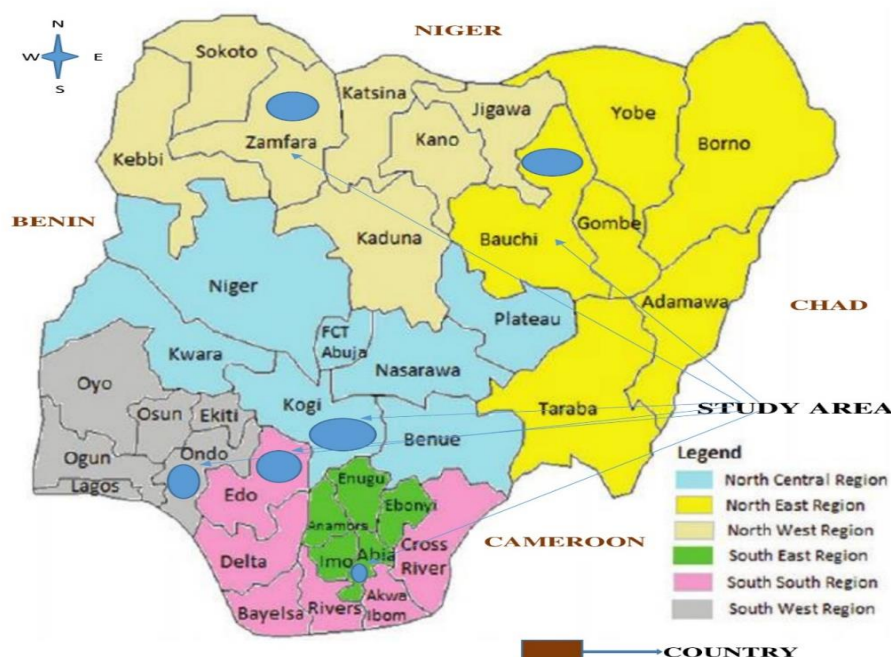 N
W E
S
NIGER
Sokoto
Katsina
Jigawa
Yobe
Borno
Zamfara
Kano
Kebbi
BENIN
Kaduna
Bauchi
Gombe
Adamawa
CHAD
Niger
Plateau
FCT
Abuja
Kwara
Nasarawa
Oyo
Kogi
Taraba
STUDY AREA
Osun
Ekiti
Benue
Ondo
Ogun
Lagos
Edo
Enugu
Ebonyi
Anamors
Legend
North Central Region
North East Region
North West Region
South East Region
South South Region
South West Region
CAMEROON
Delta
Imo
Abia
Cross
River
Bayelsa
Rivers
Akwa
Ibom
COUNTRY